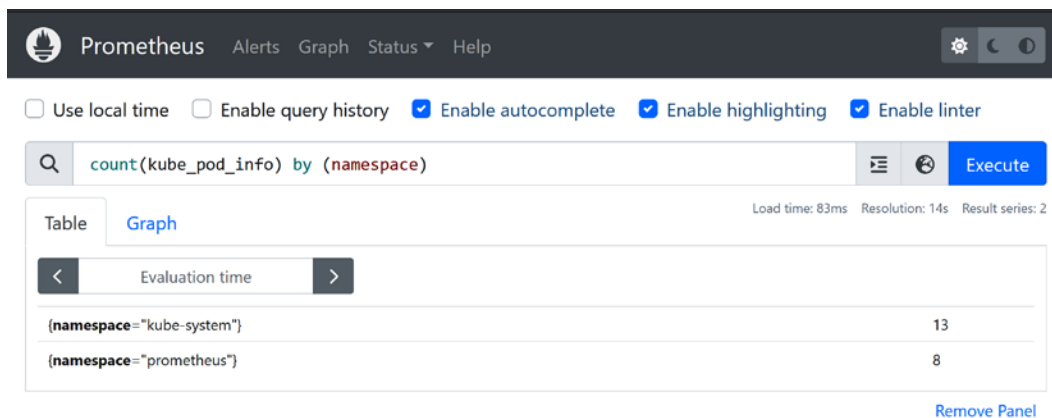 Prometheus Alerts Graph Status Help
Use local time Enable query history Enable autocomplete Enable highlighting Enable linter
count(kube_pod_info) by (namespace) Execute
Table Graph Load time: 83ms Resolution: 14s Result series: 2
Evaluation time
{namespace="kube-system"} 13
{namespace="prometheus"} 8
Remove Panel